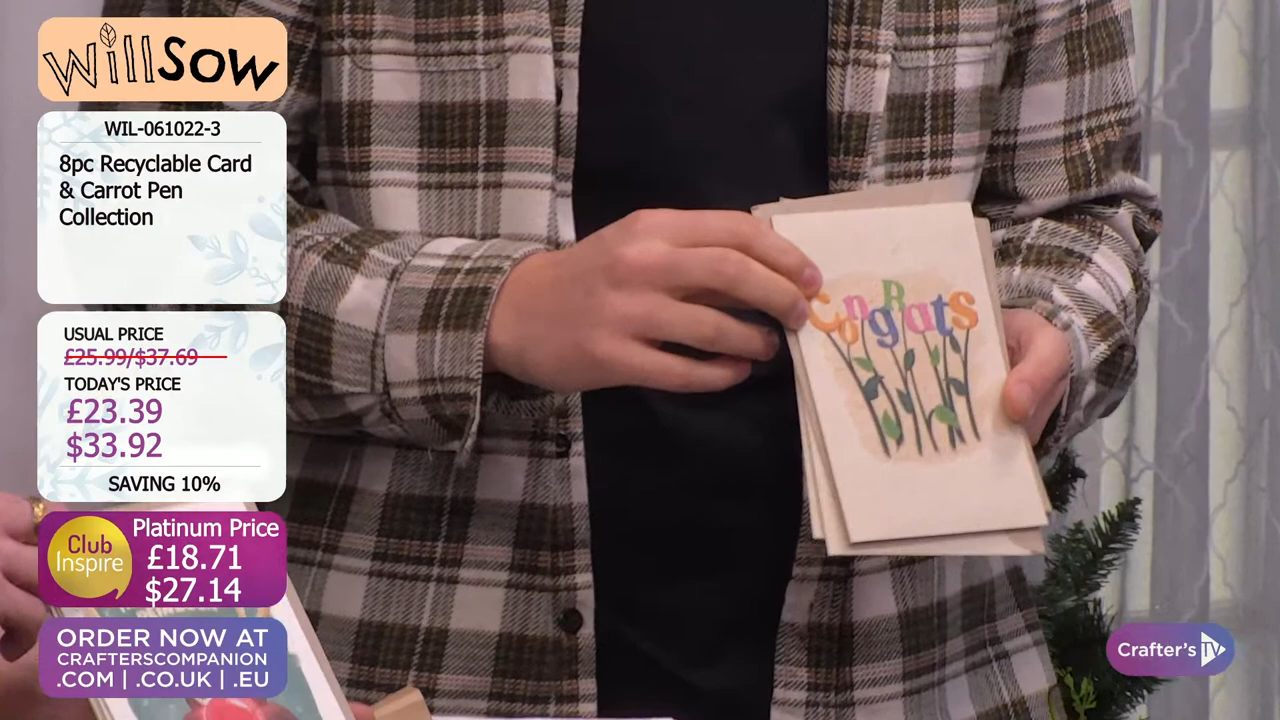 WillSow
WIL-061022-3
8pc Recyclable Card
& Carrot Pen
Collection
USUAL PRICE
£25.99/$37.69
TODAY'S PRICE
£23.39
$33.92
SAVING 10%
Club
Inspire
Platinum Price
£18.71
$27.14
ORDER NOW AT
CRAFTERSCOMPANION
.COM | .CO.UK | .EU
CongRats
Crafter's TV